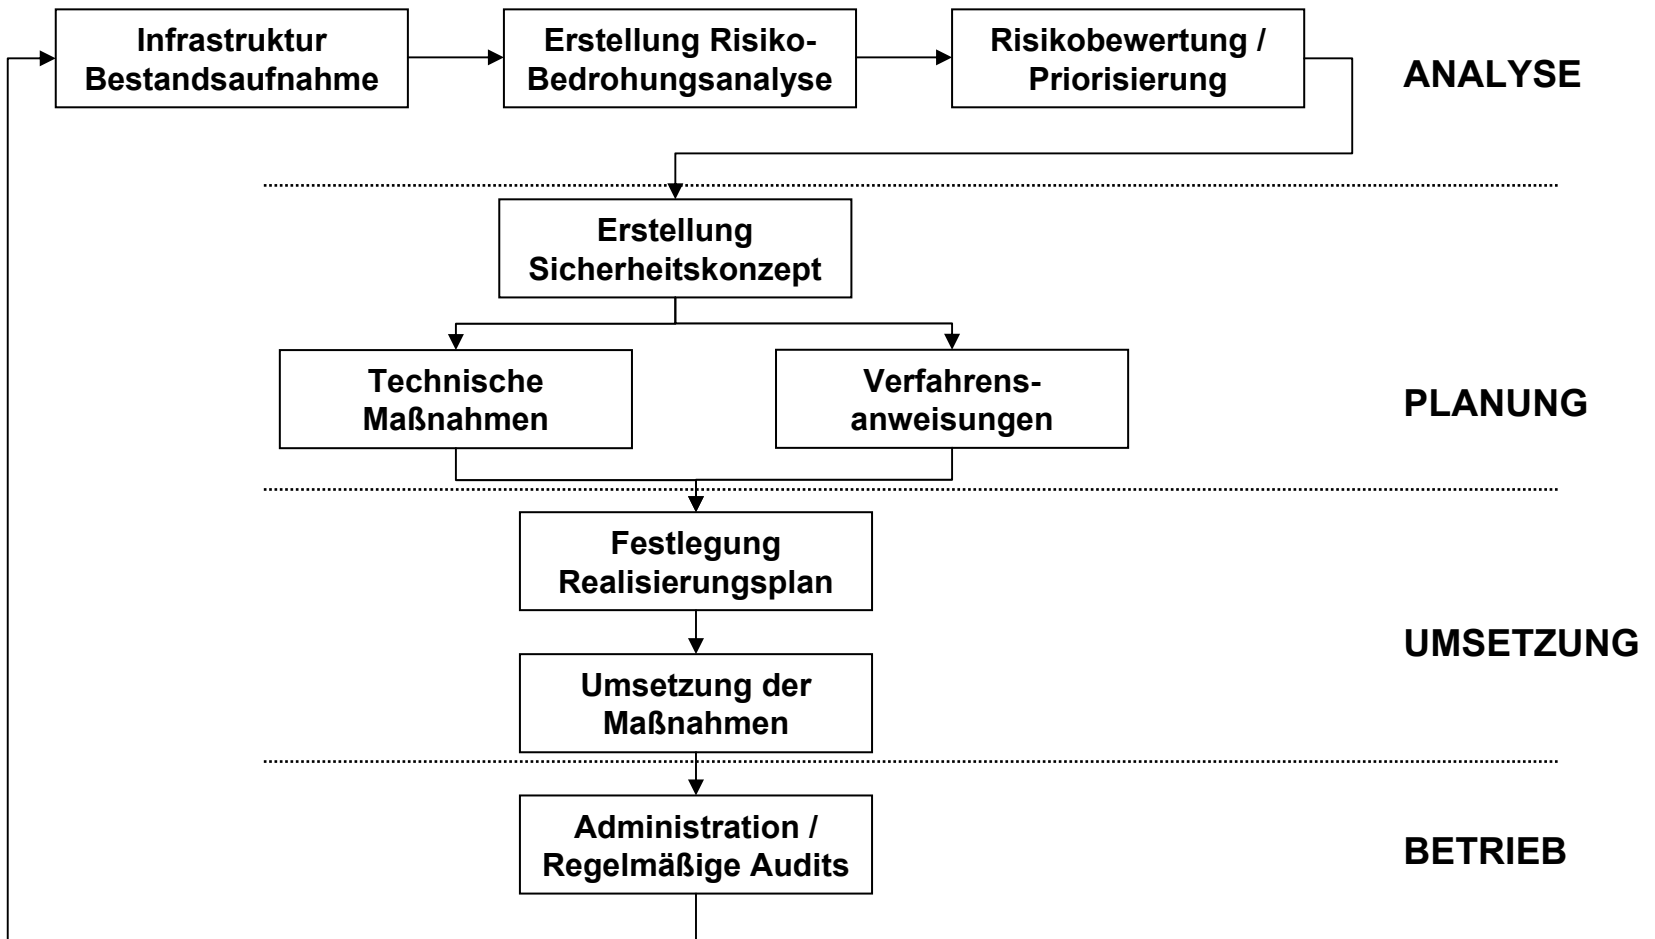 Infrastruktur
Bestandsaufnahme
Erstellung Risiko-
Bedrohungsanalyse
Risikobewertung /
Priorisierung
ANALYSE
Erstellung
Sicherheitskonzept
Technische
Maßnahmen
Verfahrens-
anweisungen
PLANUNG
Festlegung
Realisierungsplan
Umsetzung der
Maßnahmen
UMSETZUNG
Administration /
Regelmäßige Audits
BETRIEB